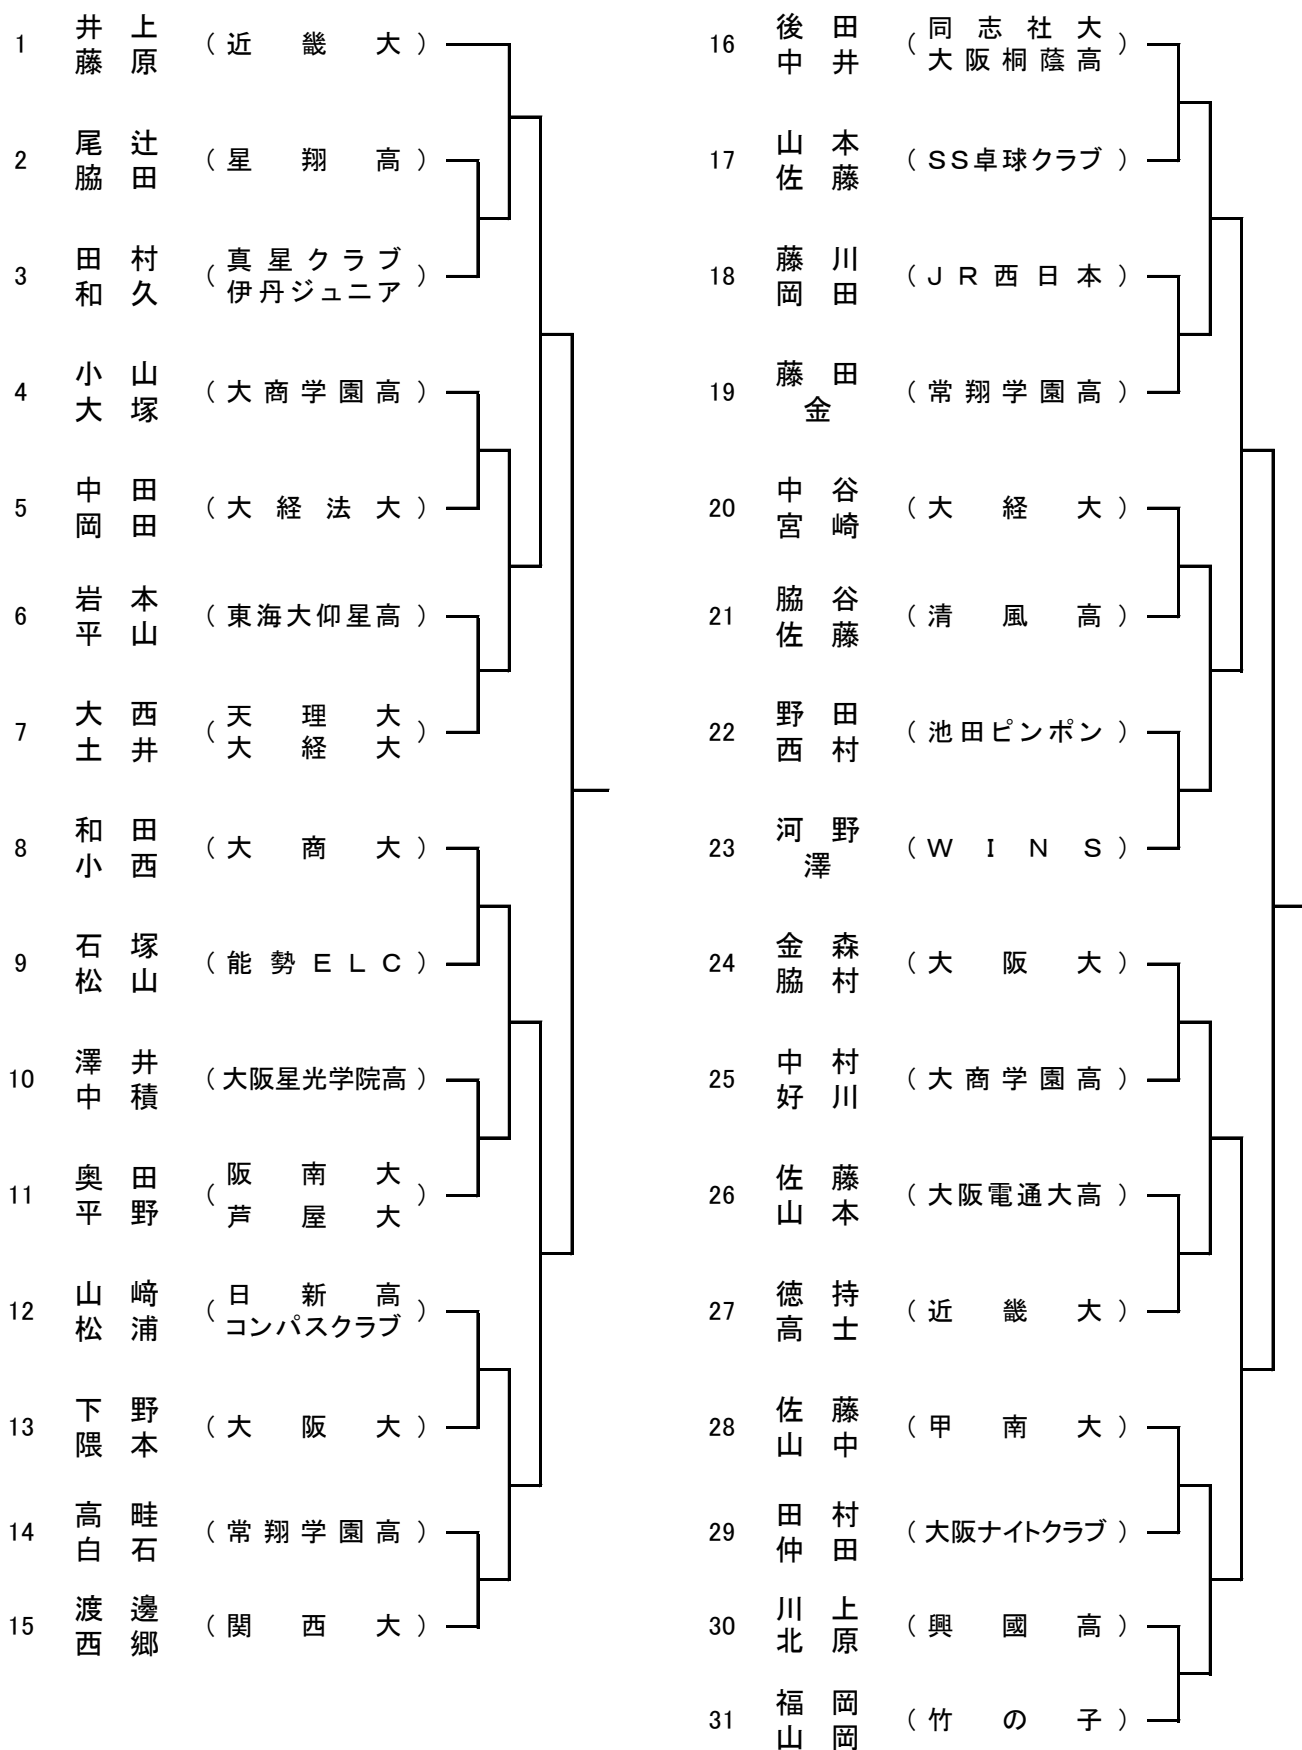 井上
1 （近畿大）
藤原
尾辻
2 （星翔高）
脇田
田村 真星クラブ
3 （ ）
和久 伊丹ジュニア
小山
4 （大商学園高）
大塚
中田
5 （大経法大）
岡田
岩本
6 （東海大仰星高）
平山
大西 天理大
7 （ ）
土井 大経大
和田
8 （大商大）
小西
石塚
9 （能勢ＥＬＣ）
松山
澤井
10 （大阪星光学院高）
中積
奥田 阪南大
11 （ ）
平野 芦屋大
山﨑 日新高
12 （ ）
松浦 コンパスクラブ
下野
13 （大阪大）
隈本
高畦
14 （常翔学園高）
白石
渡邊
15 （関西大）
西郷
後田 同志社大
16 （ ）
中井 大阪桐蔭高
山本
17 （SS卓球クラブ）
佐藤
藤川
18 （ＪＲ西日本）
岡田
藤田
19 （常翔学園高）
金
中谷
20 （大経大）
宮崎
脇谷
21 （清風高）
佐藤
野田
22 （池田ピンポン）
西村
河野
23 （ＷＩＮＳ）
澤
金森
24 （大阪大）
脇村
中村
25 （大商学園高）
好川
佐藤
26 （大阪電通大高）
山本
徳持
27 （近畿大）
高士
佐藤
28 （甲南大）
山中
田村
29 （大阪ナイトクラブ）
仲田
川上
30 （興國高）
北原
福岡
31 （竹の子）
山岡